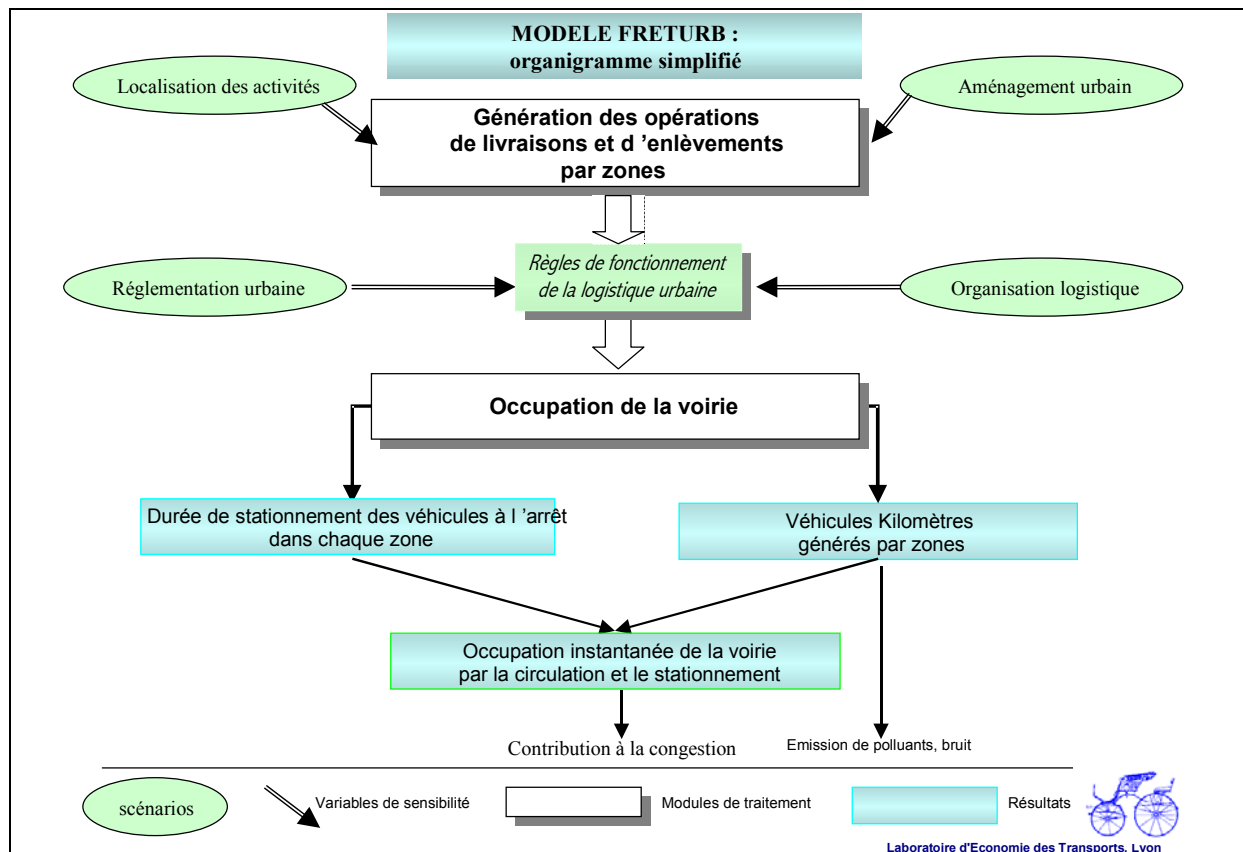 MODELE FRETURB :
organigramme simplifié
Localisation des activités
Aménagement urbain
Génération des opérations
de livraisons et d ’enlèvements
par zones
Règles de fonctionnement
de la logistique urbaine
Réglementation urbaine
Organisation logistique
Occupation de la voirie
Durée de stationnement des véhicules à l ’arrêt
dans chaque zone
Véhicules Kilomètres
générés par zones
Occupation instantanée de la voirie
par la circulation et le stationnement
Contribution à la congestion
Emission de polluants, bruit
scénarios
Variables de sensibilité
Modules de traitement
Résultats
Laboratoire d'Economie des Transports, Lyon